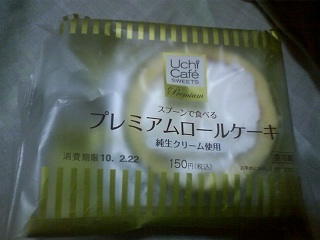 Uchi
Café
SWEETS
Premium
スプーンで食べる
プレミアムロールケーキ
純生クリーム使用
消費期限10. 2.22
150円(税込)